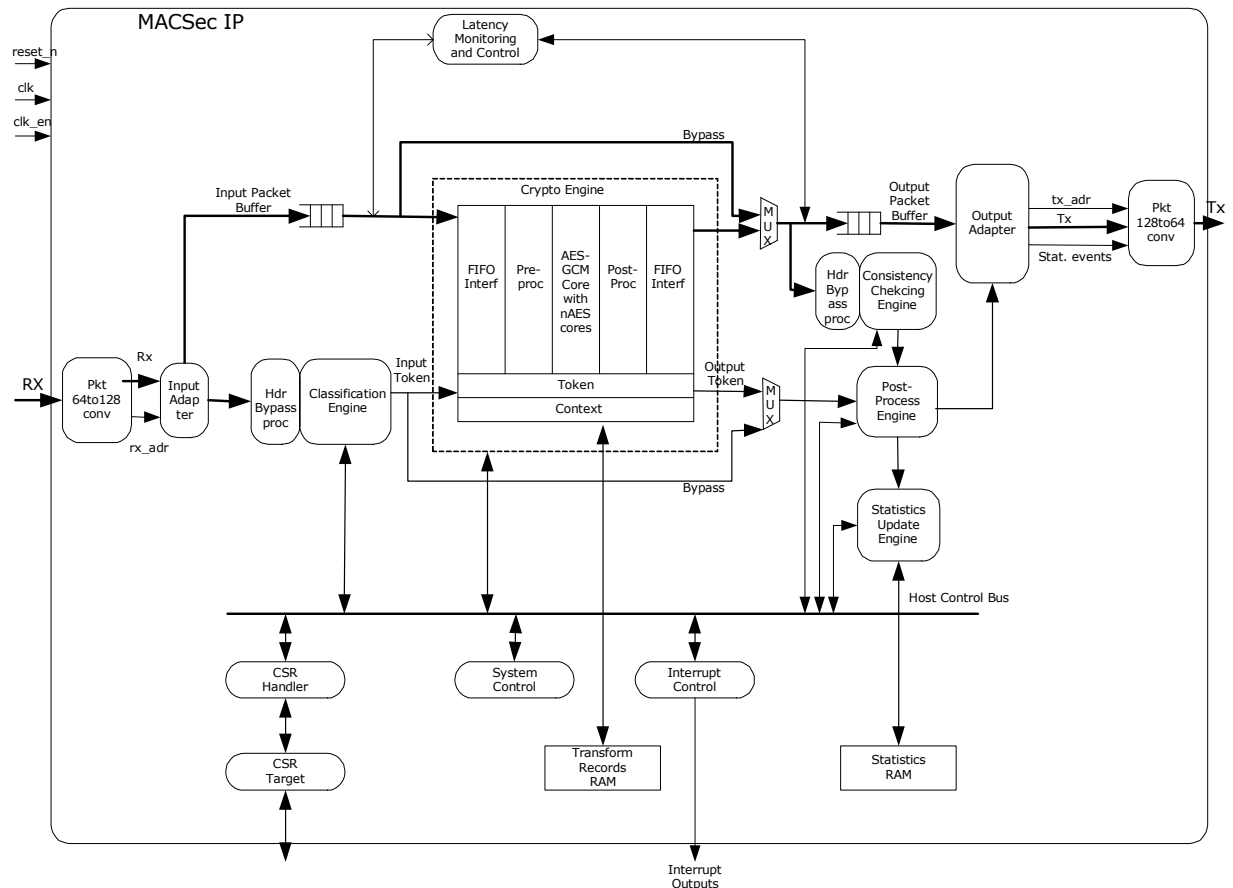 MACSec IP
reset_n
clk
clk_en
Latency
Monitoring
and Control
Bypass
Input Packet
Buffer
Crypto Engine
FIFO
Interf
Pre-
proc
AES-
GCM
Core
with
nAES
cores
Post-
Proc
FIFO
Interf
Token
Context
M
U
X
Output
Packet
Buffer
Output
Adapter
tx_adr
Tx
Stat. events
Pkt
128to64
conv
Tx
Hdr
Byp
ass
proc
Consistency
Chekcing
Engine
RX
Pkt
64to128
conv
Rx
rx_adr
Input
Adap
ter
Hdr
Bypass
proc
Classification
Engine
Input
Token
Output
Token
M
U
X
Bypass
Post-
Process
Engine
Statistics
Update
Engine
Host Control Bus
CSR
Handler
System
Control
Interrupt
Control
CSR
Target
Transform
Records
RAM
Statistics
RAM
Interrupt
Outputs